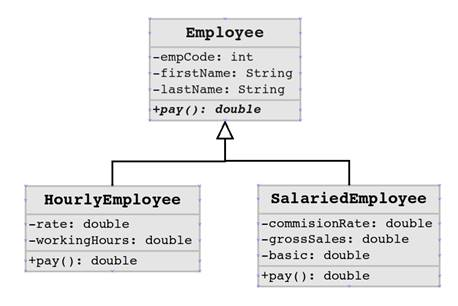 Employee
-empCode: int
-firstName: String
-lastName: String
+pay(): double
HourlyEmployee
-rate: double
-workingHours: double
+pay(): double
SalariedEmployee
-commisionRate: double
-grossSales: double
-basic: double
+pay(): double